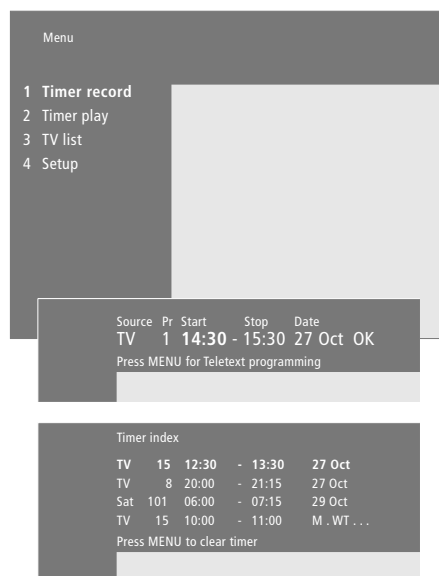 Menu
1 Timer record
2 Timer play
3 TV list
4 Setup
Source Pr Start Stop Date
TV 1 14:30 - 15:30 27 Oct OK
Press MENU for Teletext programming
Timer index
TV 15 12:30 - 13:30 27 Oct
TV 8 20:00 - 21:15 27 Oct
Sat 101 06:00 - 07:15 29 Oct
TV 15 10:00 - 11:00 M . WT . . .
Press MENU to clear timer